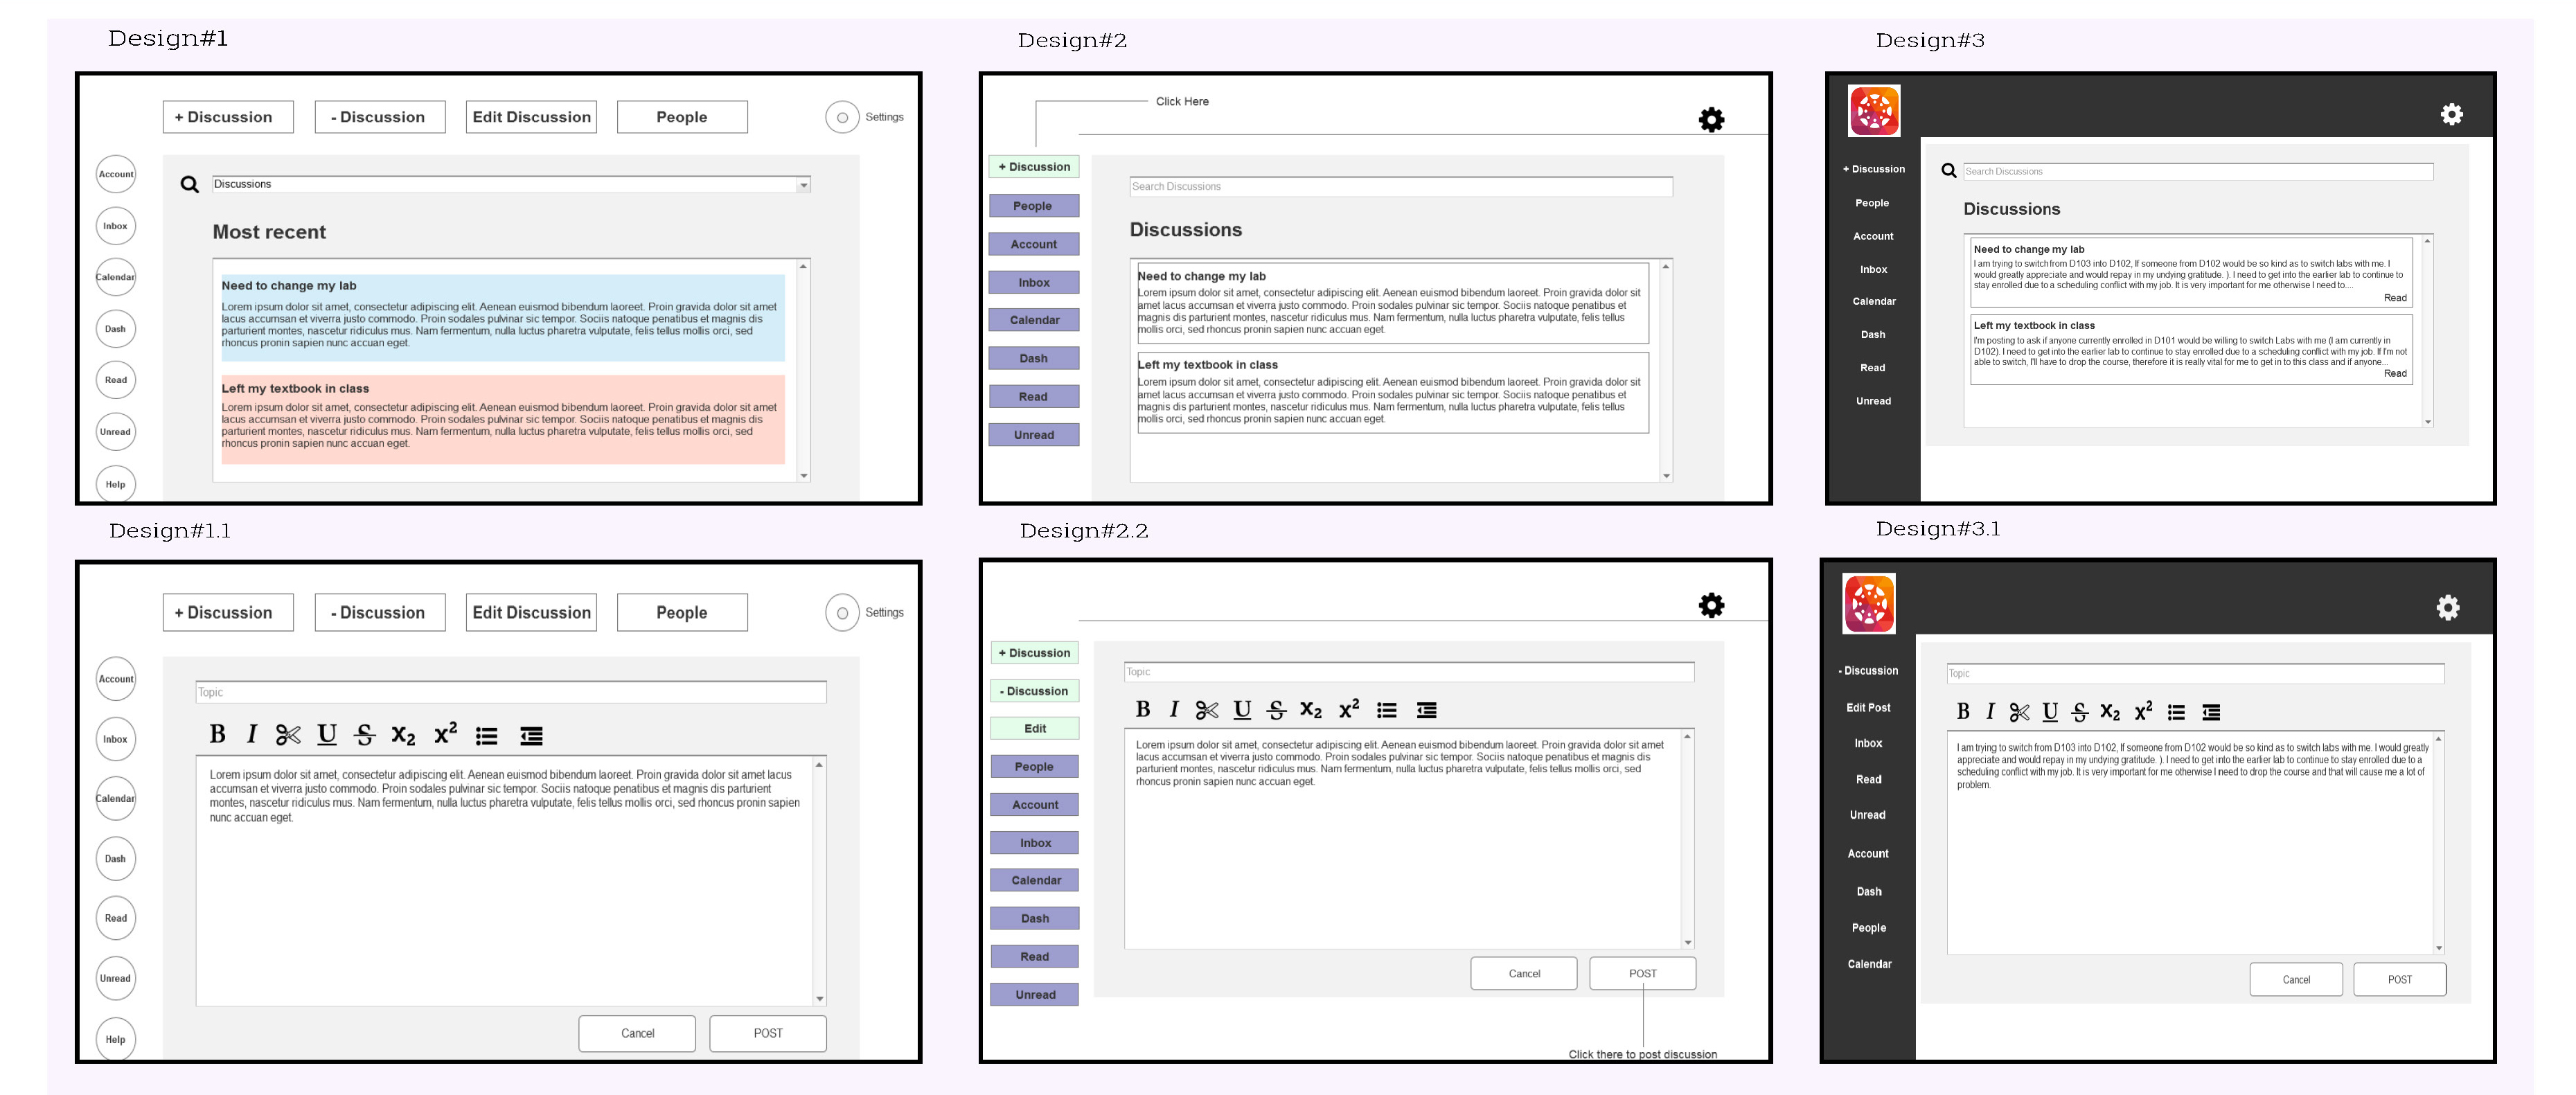 Design#1
+ Discussion
- Discussion
Edit Discussion
People
Settings
Account
Inbox
Calendar
Dash
Read
Unread
Help
Discussions
Most recent
Need to change my lab
Lorem ipsum dolor sit amet, consectetur adipiscing elit. Aenean euismod bibendum laoreet. Proin gravida dolor sit amet
lacus accumsan et viverra justo commodo. Proin sodales pulvinar sic tempor. Sociis natoque penatibus et magnis dis
parturient montes, nascetur ridiculus mus. Nam fermentum, nulla luctus pharetra vulputate, felis tellus mollis orci, sed
rhoncus pronin sapien nunc accuan eget.
Left my textbook in class
Lorem ipsum dolor sit amet, consectetur adipiscing elit. Aenean euismod bibendum laoreet. Proin gravida dolor sit amet
lacus accumsan et viverra justo commodo. Proin sodales pulvinar sic tempor. Sociis natoque penatibus et magnis dis
parturient montes, nascetur ridiculus mus. Nam fermentum, nulla luctus pharetra vulputate, felis tellus mollis orci, sed
rhoncus pronin sapien nunc accuan eget.
Design#2
Click Here
+ Discussion
People
Account
Inbox
Calendar
Dash
Read
Unread
Search Discussions
Discussions
Need to change my lab
Lorem ipsum dolor sit amet, consectetur adipiscing elit. Aenean euismod bibendum laoreet. Proin gravida dolor sit
amet lacus accumsan et viverra justo commodo. Proin sodales pulvinar sic tempor. Sociis natoque penatibus et
magnis dis parturient montes, nascetur ridiculus mus. Nam fermentum, nulla luctus pharetra vulputate, felis tellus
mollis orci, sed rhoncus pronin sapien nunc accuan eget.
Left my textbook in class
Lorem ipsum dolor sit amet, consectetur adipiscing elit. Aenean euismod bibendum laoreet. Proin gravida dolor sit
amet lacus accumsan et viverra justo commodo. Proin sodales pulvinar sic tempor. Sociis natoque penatibus et
magnis dis parturient montes, nascetur ridiculus mus. Nam fermentum, nulla luctus pharetra vulputate, felis tellus
mollis orci, sed rhoncus pronin sapien nunc accuan eget.
Design#3
+ Discussion
People
Account
Inbox
Calendar
Dash
Read
Unread
Search Discussions
Discussions
Need to change my lab
I am trying to switch from D103 into D102, If someone from D102 would be so kind as to switch labs with me. I
would greatly appreciate and would repay in my undying gratitude. ). I need to get into the earlier lab to continue to
stay enrolled due to a scheduling conflict with my job. It is very important for me otherwise I need to....
Read
Left my textbook in class
I'm posting to ask if anyone currently enrolled in D101 would be willing to switch Labs with me (I am currently in
D102). I need to get into the earlier lab to continue to stay enrolled due to a scheduling conflict with my job. If I'm not
able to switch, I'll have to drop the course, therefore it is really vital for me to get in to this class and if anyone...
Read
Design#1.1
+ Discussion
- Discussion
Edit Discussion
People
Settings
Account
Inbox
Calendar
Dash
Read
Unread
Help
Topic
B I U S x2 x2
Lorem ipsum dolor sit amet, consectetur adipiscing elit. Aenean euismod bibendum laoreet. Proin gravida dolor sit amet lacus
accumsan et viverra justo commodo. Proin sodales pulvinar sic tempor. Sociis natoque penatibus et magnis dis parturient
montes, nascetur ridiculus mus. Nam fermentum, nulla luctus pharetra vulputate, felis tellus mollis orci, sed rhoncus pronin sapien
nunc accuan eget.
Cancel
POST
Design#2.2
+ Discussion
- Discussion
Edit
People
Account
Inbox
Calendar
Dash
Read
Unread
Topic
B I U S x2 x2
Lorem ipsum dolor sit amet, consectetur adipiscing elit. Aenean euismod bibendum laoreet. Proin gravida dolor sit amet
lacus accumsan et viverra justo commodo. Proin sodales pulvinar sic tempor. Sociis natoque penatibus et magnis dis
parturient montes, nascetur ridiculus mus. Nam fermentum, nulla luctus pharetra vulputate, felis tellus mollis orci, sed
rhoncus pronin sapien nunc accuan eget.
Cancel
POST
Click there to post discussion
Design#3.1
- Discussion
Edit Post
Inbox
Read
Unread
Account
Dash
People
Calendar
Topic
B I U S x2 x2
I am trying to switch from D103 into D102, If someone from D102 would be so kind as to switch labs with me. I would greatly
appreciate and would repay in my undying gratitude. ). I need to get into the earlier lab to continue to stay enrolled due to a
scheduling conflict with my job. It is very important for me otherwise I need to drop the course and that will cause me a lot of
problem.
Cancel
POST